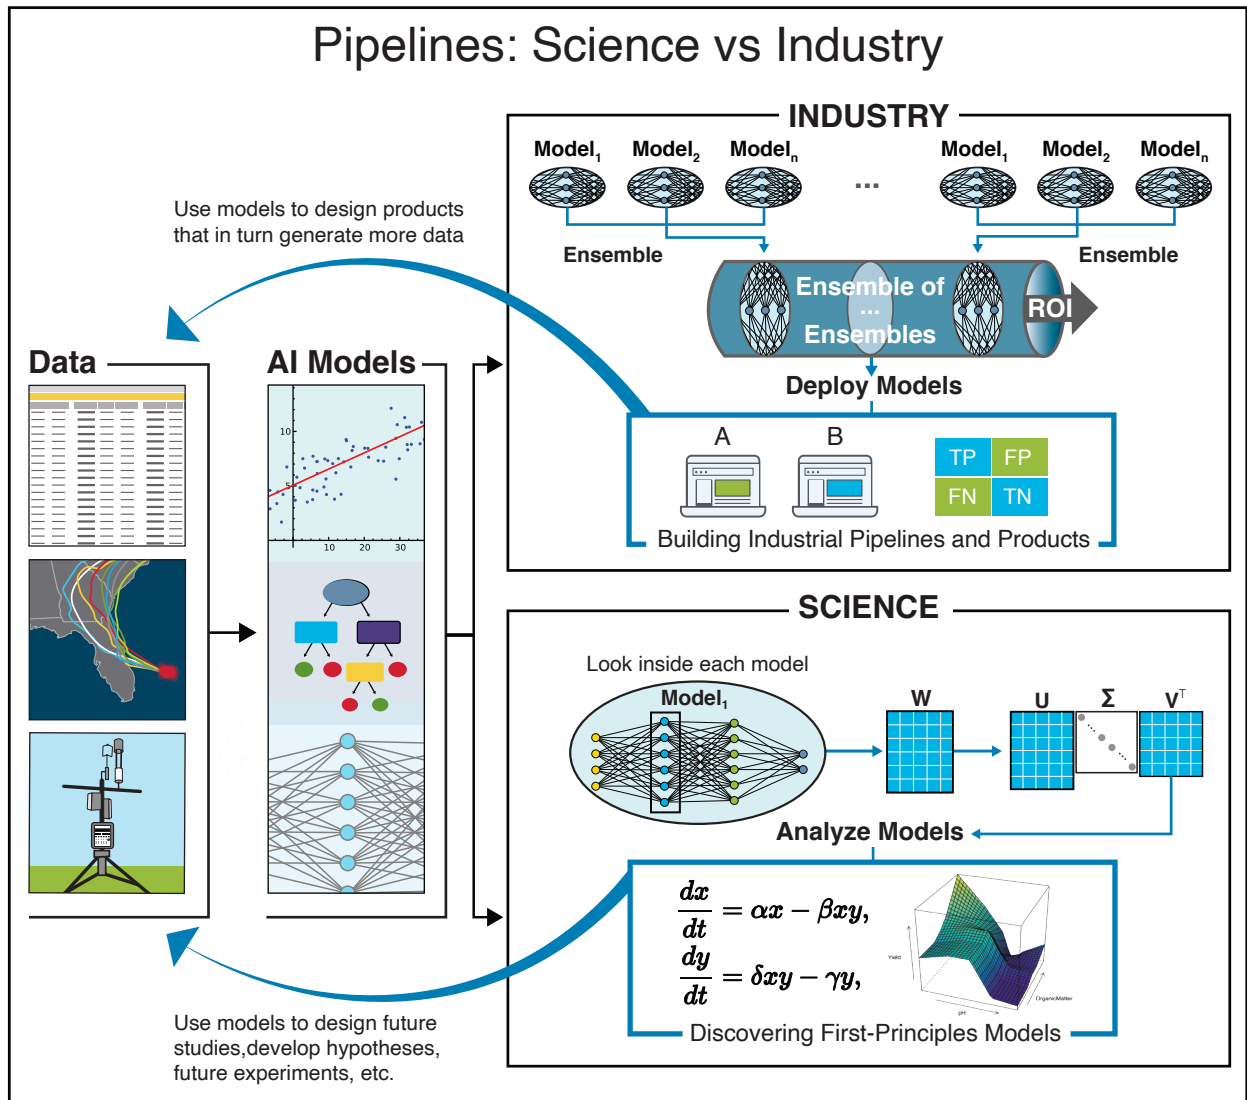 Pipelines: Science vs Industry
INDUSTRY
Model1 Model2 Modeln ... Model1 Model2 Modeln
Use models to design products
that in turn generate more data
Ensemble Ensemble
Ensemble of
...
Ensembles
ROI
Deploy Models
A B
TP FP
FN TN
Building Industrial Pipelines and Products
Data
AI Models
10
5
10 20 30
SCIENCE
Look inside each model
Model1
W
U Σ VT
Analyze Models
dx/dt = αx − βxy,
dy/dt = δxy − γy,
Yield
OrganicMatter
pH
Discovering First-Principles Models
Use models to design future
studies,develop hypotheses,
future experiments, etc.